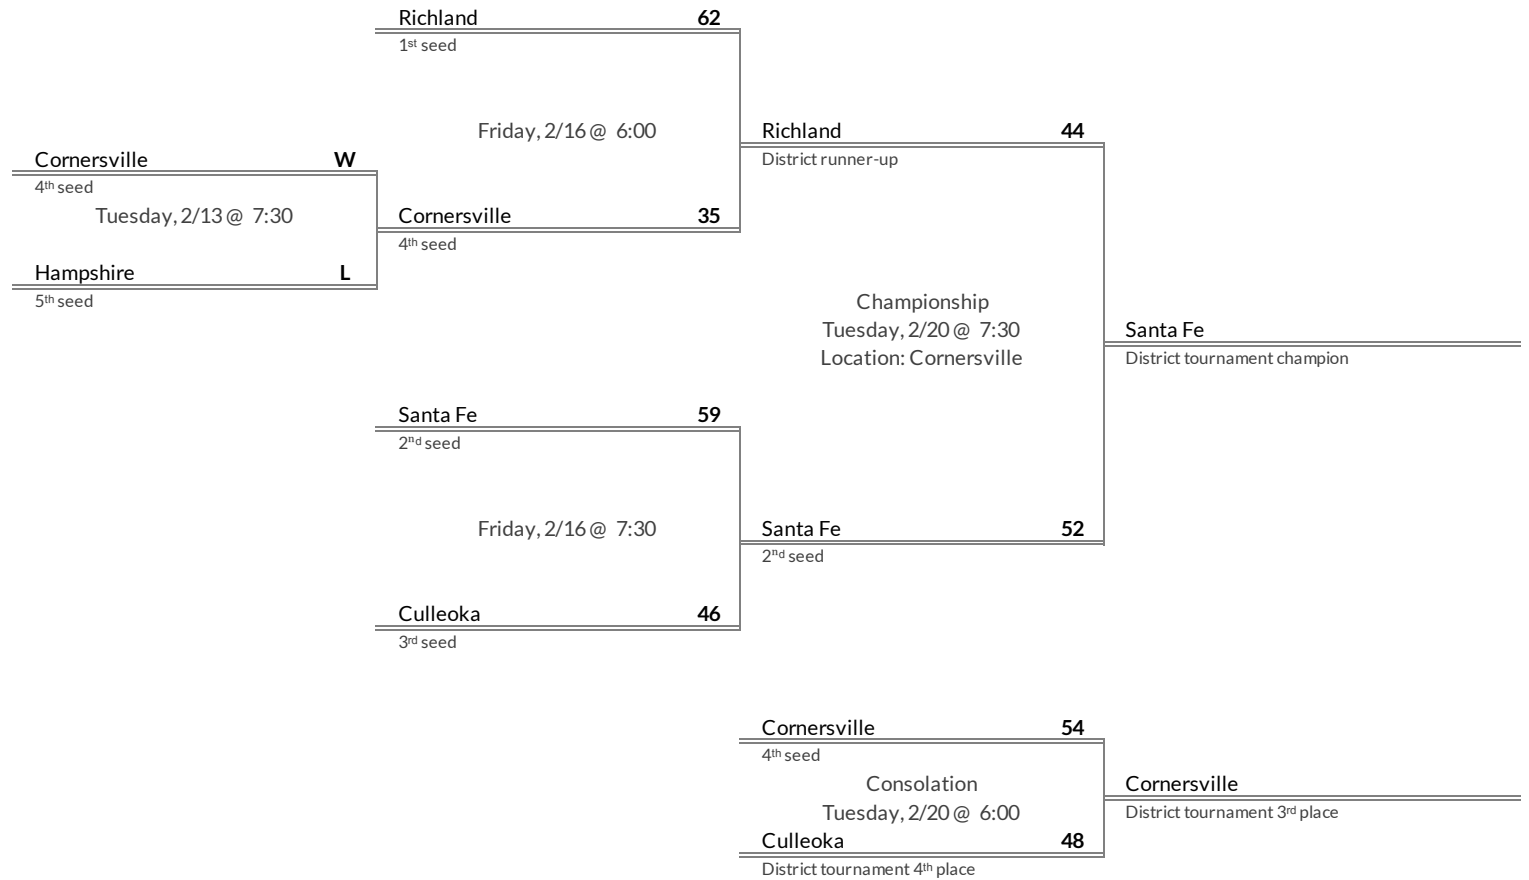 Richland 62
1st seed
Friday, 2/16 @ 6:00
Richland 44
District runner-up
Cornersville W
4th seed
Tuesday, 2/13 @ 7:30
Cornersville 35
4th seed
Hampshire L
5th seed
Championship
Tuesday, 2/20 @ 7:30
Location: Cornersville
Santa Fe
District tournament champion
Santa Fe 59
2nd seed
Friday, 2/16 @ 7:30
Santa Fe 52
2nd seed
Culleoka 46
3rd seed
Cornersville 54
4th seed
Consolation
Tuesday, 2/20 @ 6:00
Cornersville
District tournament 3rd place
Culleoka 48
District tournament 4th place